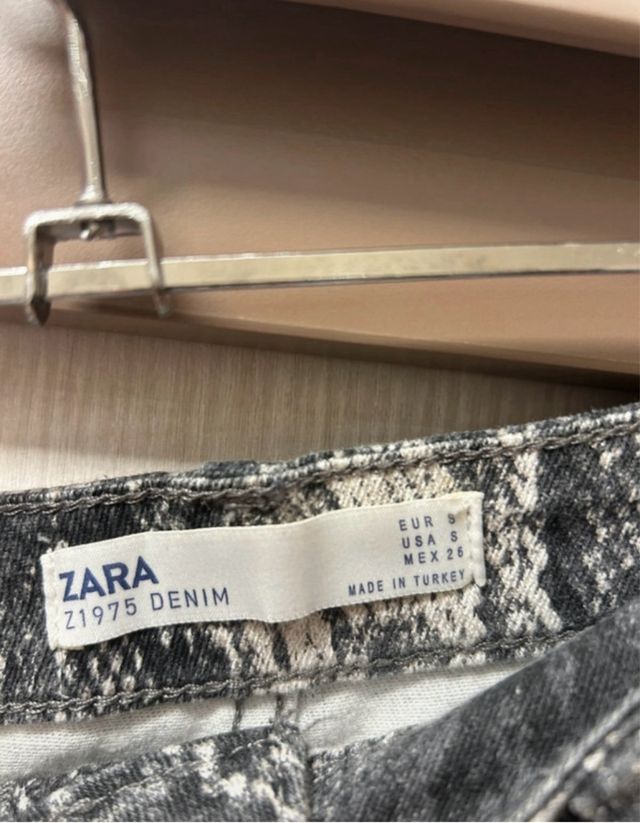 ZARA
Z1975 DENIM
EUR S
USA S
MEX 26
MADE IN TURKEY